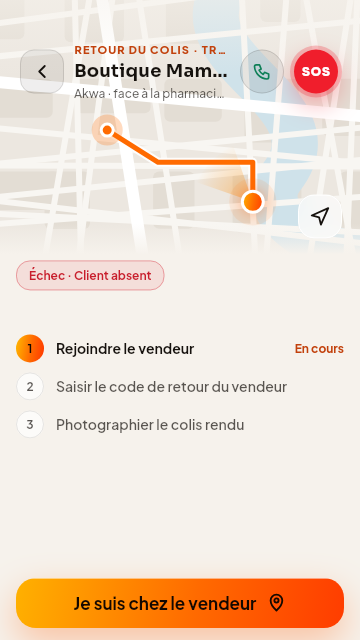 RETOUR DU COLIS · TR…
Boutique Mam…
Akwa · face à la pharmaci…
SOS
Échec · Client absent
1 Rejoindre le vendeur En cours
2 Saisir le code de retour du vendeur
3 Photographier le colis rendu
Je suis chez le vendeur